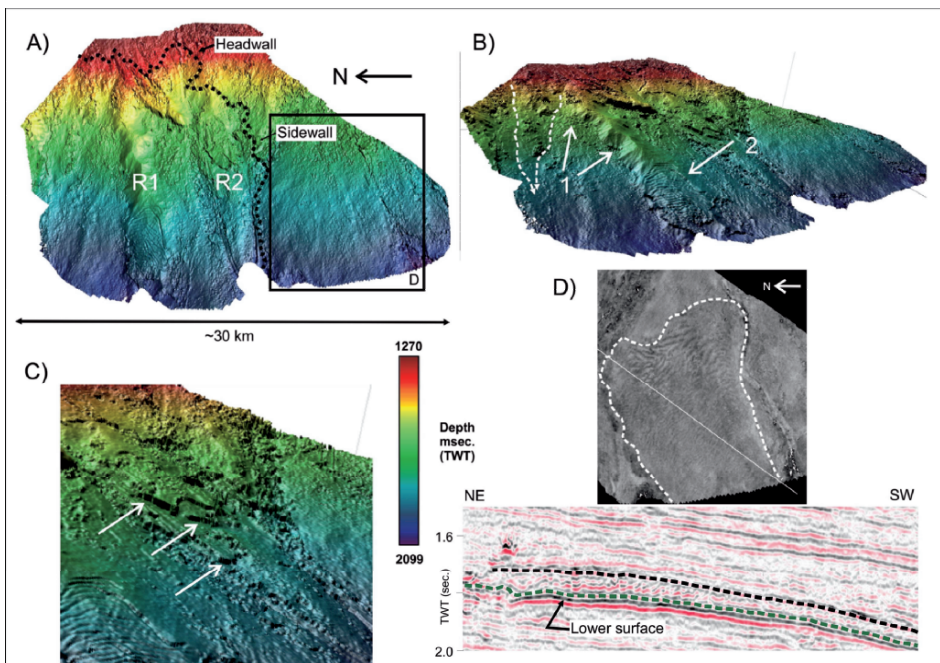 A)
Headwall
N
Sidewall
R1
R2
D
~30 km
B)
1
2
C)
1270
Depth
msec.
(TWT)
2099
D)
N
NE
SW
1.6
TWT (sec.)
2.0
Lower surface